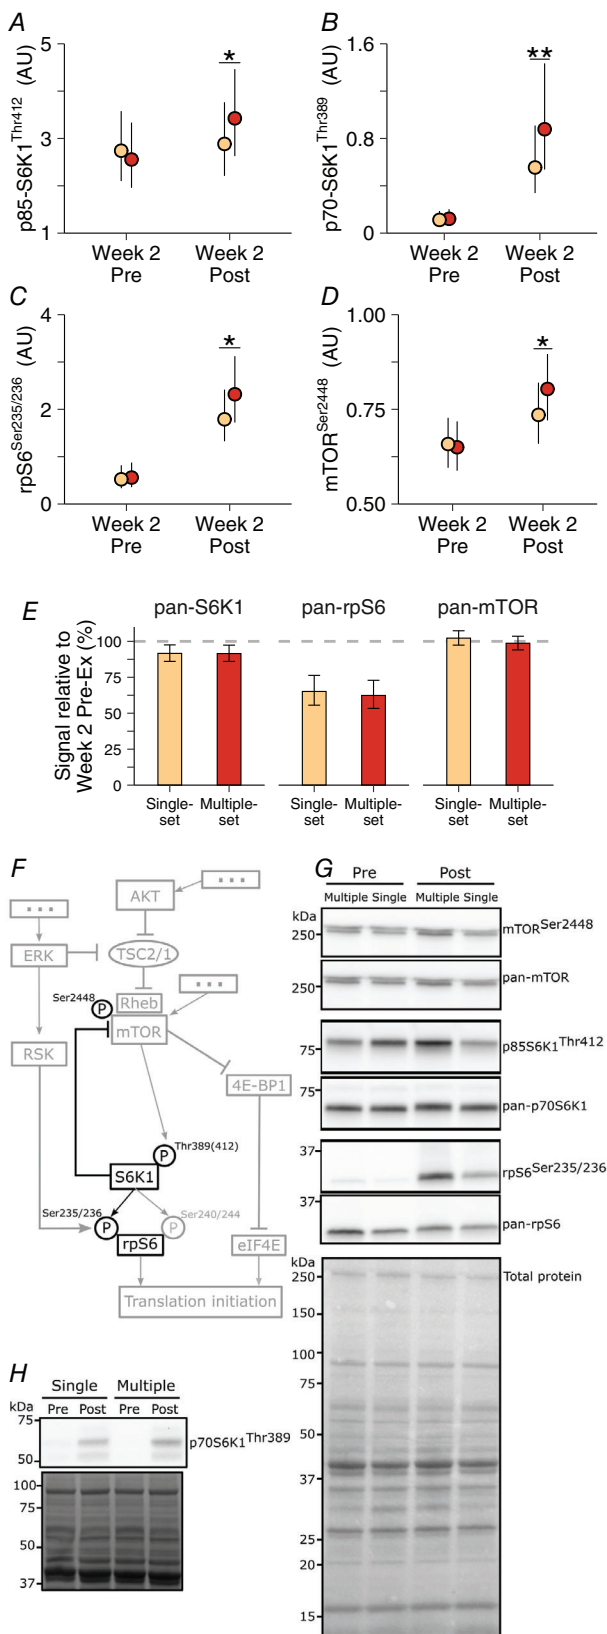 A
B
p85-S6K1Thr412 (AU)
5
3
1
*
Week 2
Pre
Week 2
Post
p70-S6K1Thr389 (AU)
1.6
0.8
0
**
Week 2
Pre
Week 2
Post
C
D
rpS6Ser235/236 (AU)
4
2
0
*
Week 2
Pre
Week 2
Post
mTORSer2448 (AU)
1.00
0.75
0.50
*
Week 2
Pre
Week 2
Post
E
pan-S6K1 pan-rpS6 pan-mTOR
Signal relative to
Week 2 Pre-Ex (%)
100
75
50
25
0
Single-
set
Multiple-
set
Single-
set
Multiple-
set
Single-
set
Multiple-
set
F
...
AKT
...
ERK
TSC2/1
...
Ser2448
P
Rheb
mTOR
RSK
4E-BP1
P
Thr389(412)
S6K1
Ser235/236
P
Ser240/244
P
rpS6
eIF4E
Translation initiation
G
Pre
Post
Multiple Single
Multiple Single
kDa
250
mTORSer2448
250
pan-mTOR
75
p85S6K1Thr412
75
pan-p70S6K1
37
rpS6Ser235/236
37
pan-rpS6
kDa
250
Total protein
150
100
75
50
37
25
20
15
H
Single Multiple
kDa
Pre Post Pre Post
75
p70S6K1Thr389
50
100
75
50
37